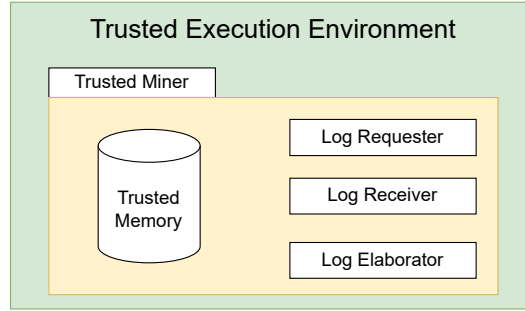 Trusted Execution Environment
Trusted Miner
Trusted
Memory
Log Requester
Log Receiver
Log Elaborator